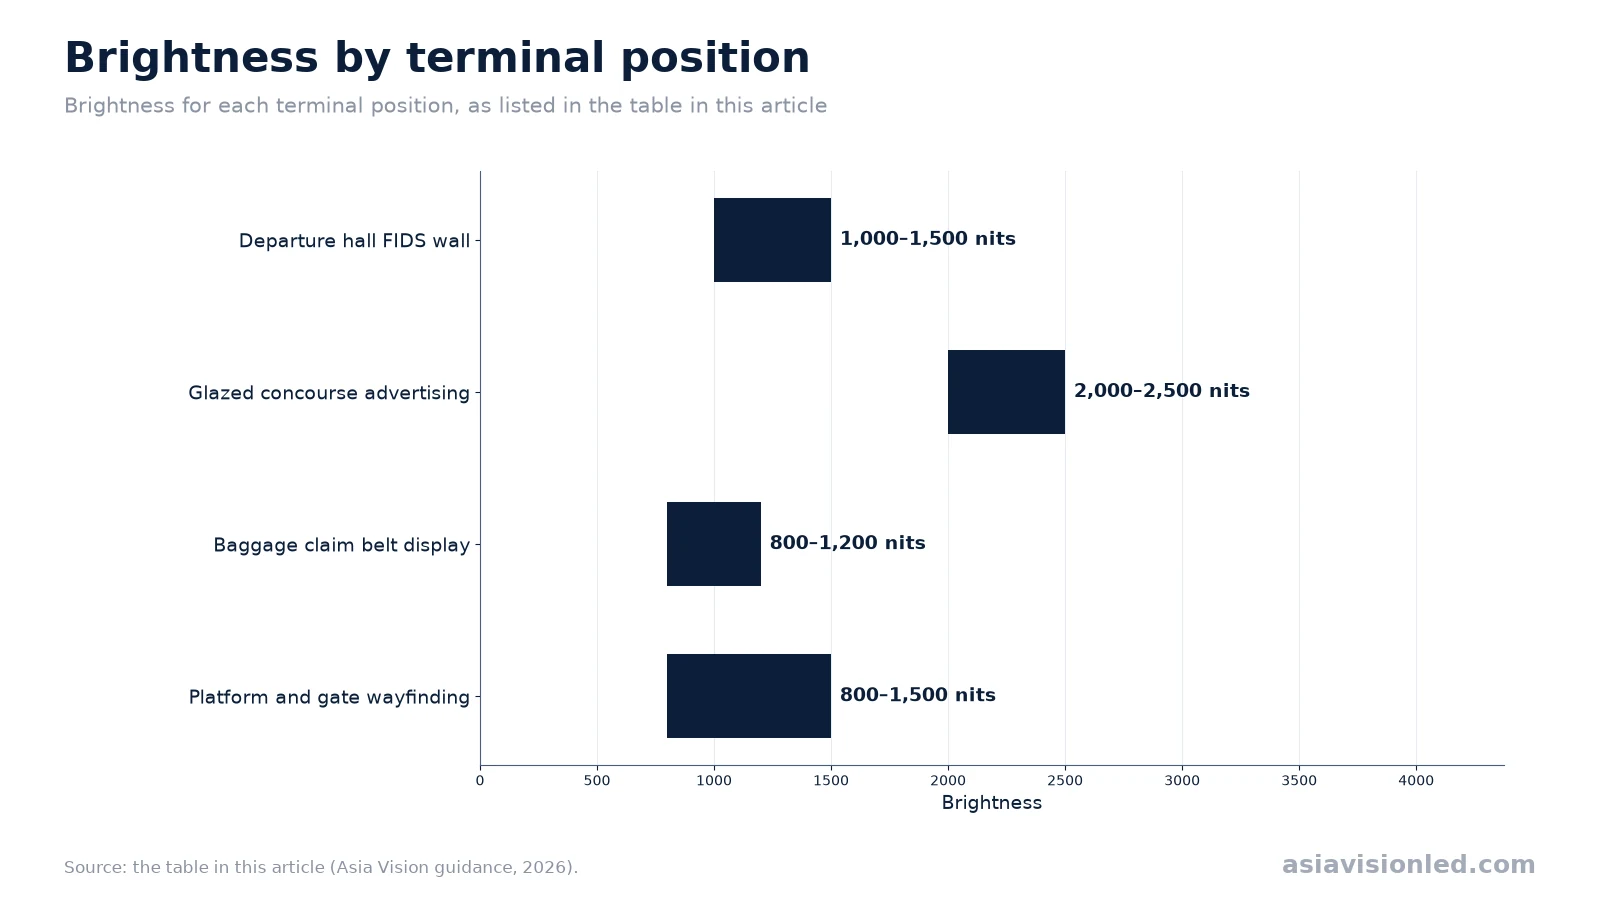 Brightness by terminal position
Brightness for each terminal position, as listed in the table in this article
Departure hall FIDS wall
1,000–1,500 nits
Glazed concourse advertising
2,000–2,500 nits
Baggage claim belt display
800–1,200 nits
Platform and gate wayfinding
800–1,500 nits
0 500 1000 1500 2000 2500 3000 3500 4000
Brightness
Source: the table in this article (Asia Vision guidance, 2026).
asiavisionled.com